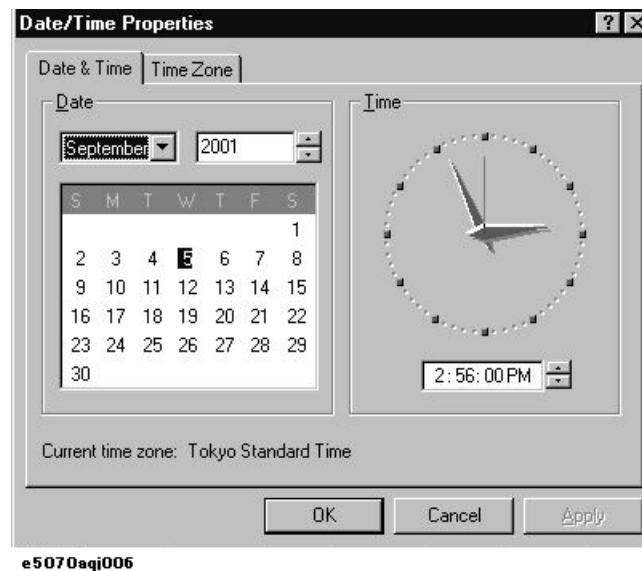 Date/Time Properties
Date & Time
Time Zone
Date
September
2001
S M T W T F S
1
2 3 4 5 6 7 8
9 10 11 12 13 14 15
16 17 18 19 20 21 22
23 24 25 26 27 28 29
30
Time
2:56:00 PM
Current time zone: Tokyo Standard Time
OK
Cancel
Apply
e5070aqj006